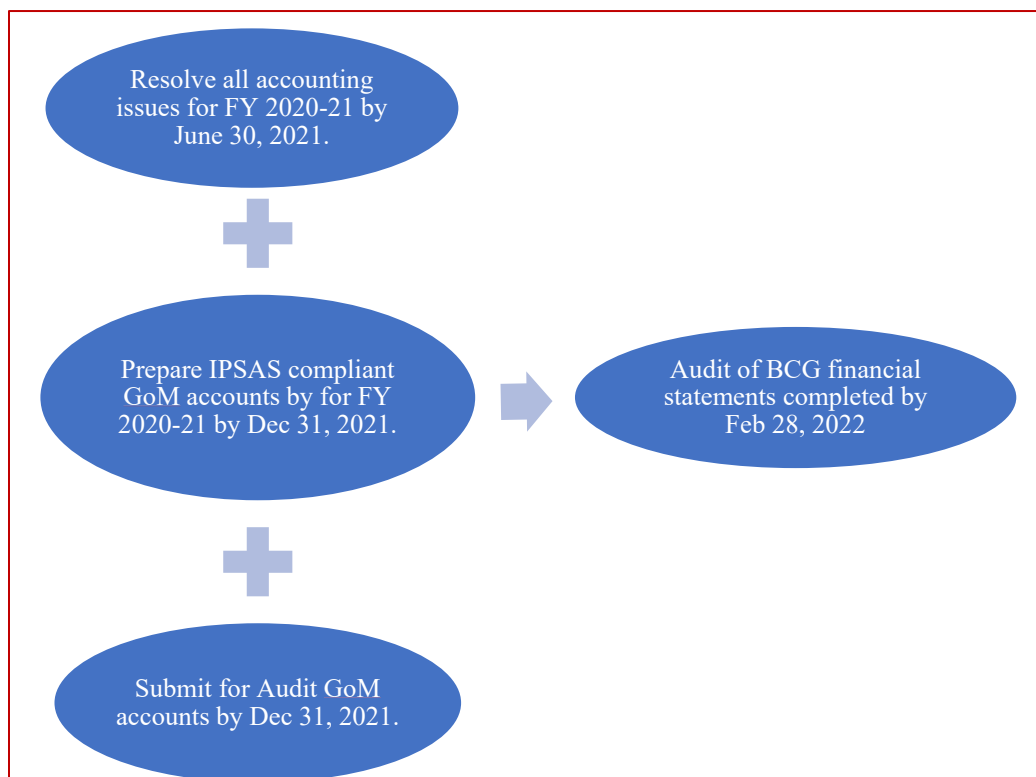 Resolve all accounting
issues for FY 2020-21 by
June 30, 2021.
Prepare IPSAS compliant
GoM accounts by for FY
2020-21 by Dec 31, 2021.
Submit for Audit GoM
accounts by Dec 31, 2021.
Audit of BCG financial
statements completed by
Feb 28, 2022